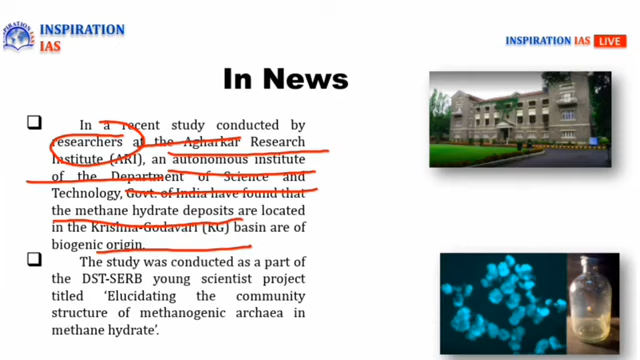 INSPIRATION
IAS
INSPIRATION IAS LIVE
In News
In a recent study conducted by
researchers at the Agharkar Research
Institute (ARI), an autonomous institute
of the Department of Science and
Technology, Govt. of India have found that
the methane hydrate deposits are located
in the Krishna-Godavari (KG) basin are of
biogenic origin.
The study was conducted as a part of
the DST-SERB young scientist project
titled ‘Elucidating the community
structure of methanogenic archaea in
methane hydrate’.